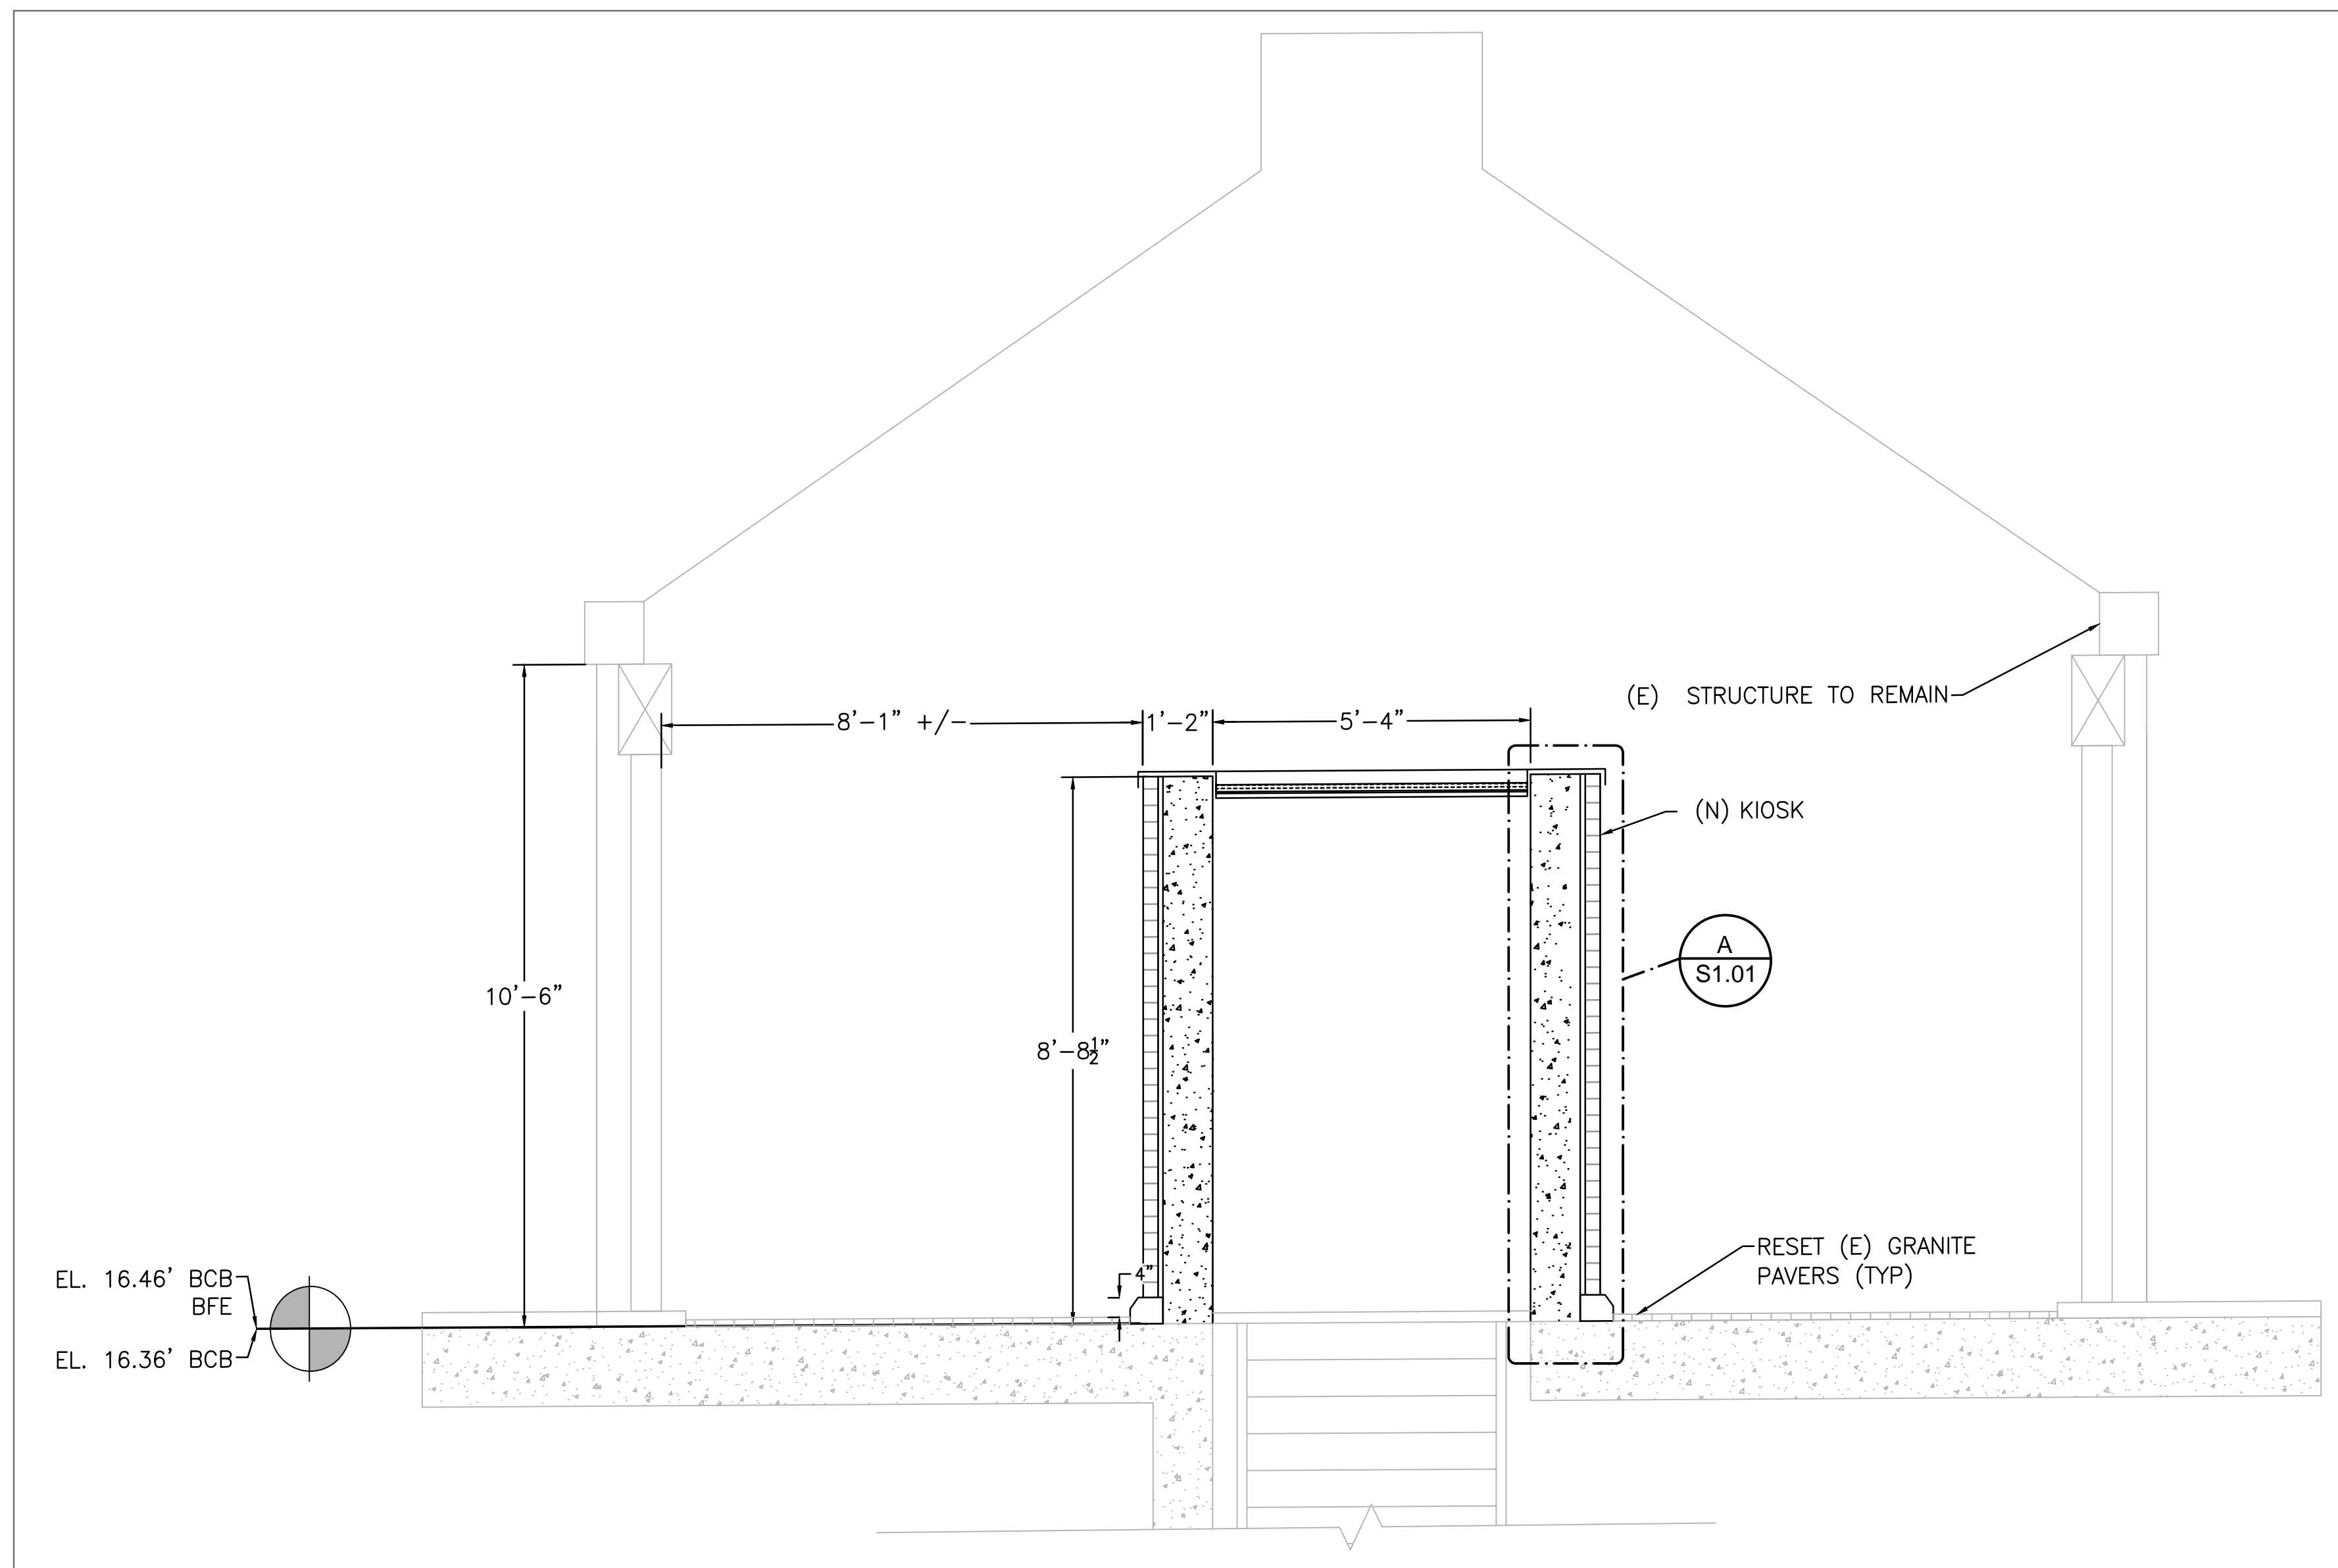 (E) STRUCTURE TO REMAIN
8'-1" +/-
1'-2"
5'-4"
(N) KIOSK
A
S1.01
10'-6"
8'-8½"
RESET (E) GRANITE
PAVERS (TYP)
4"
EL. 16.46' BCB
BFE
EL. 16.36' BCB